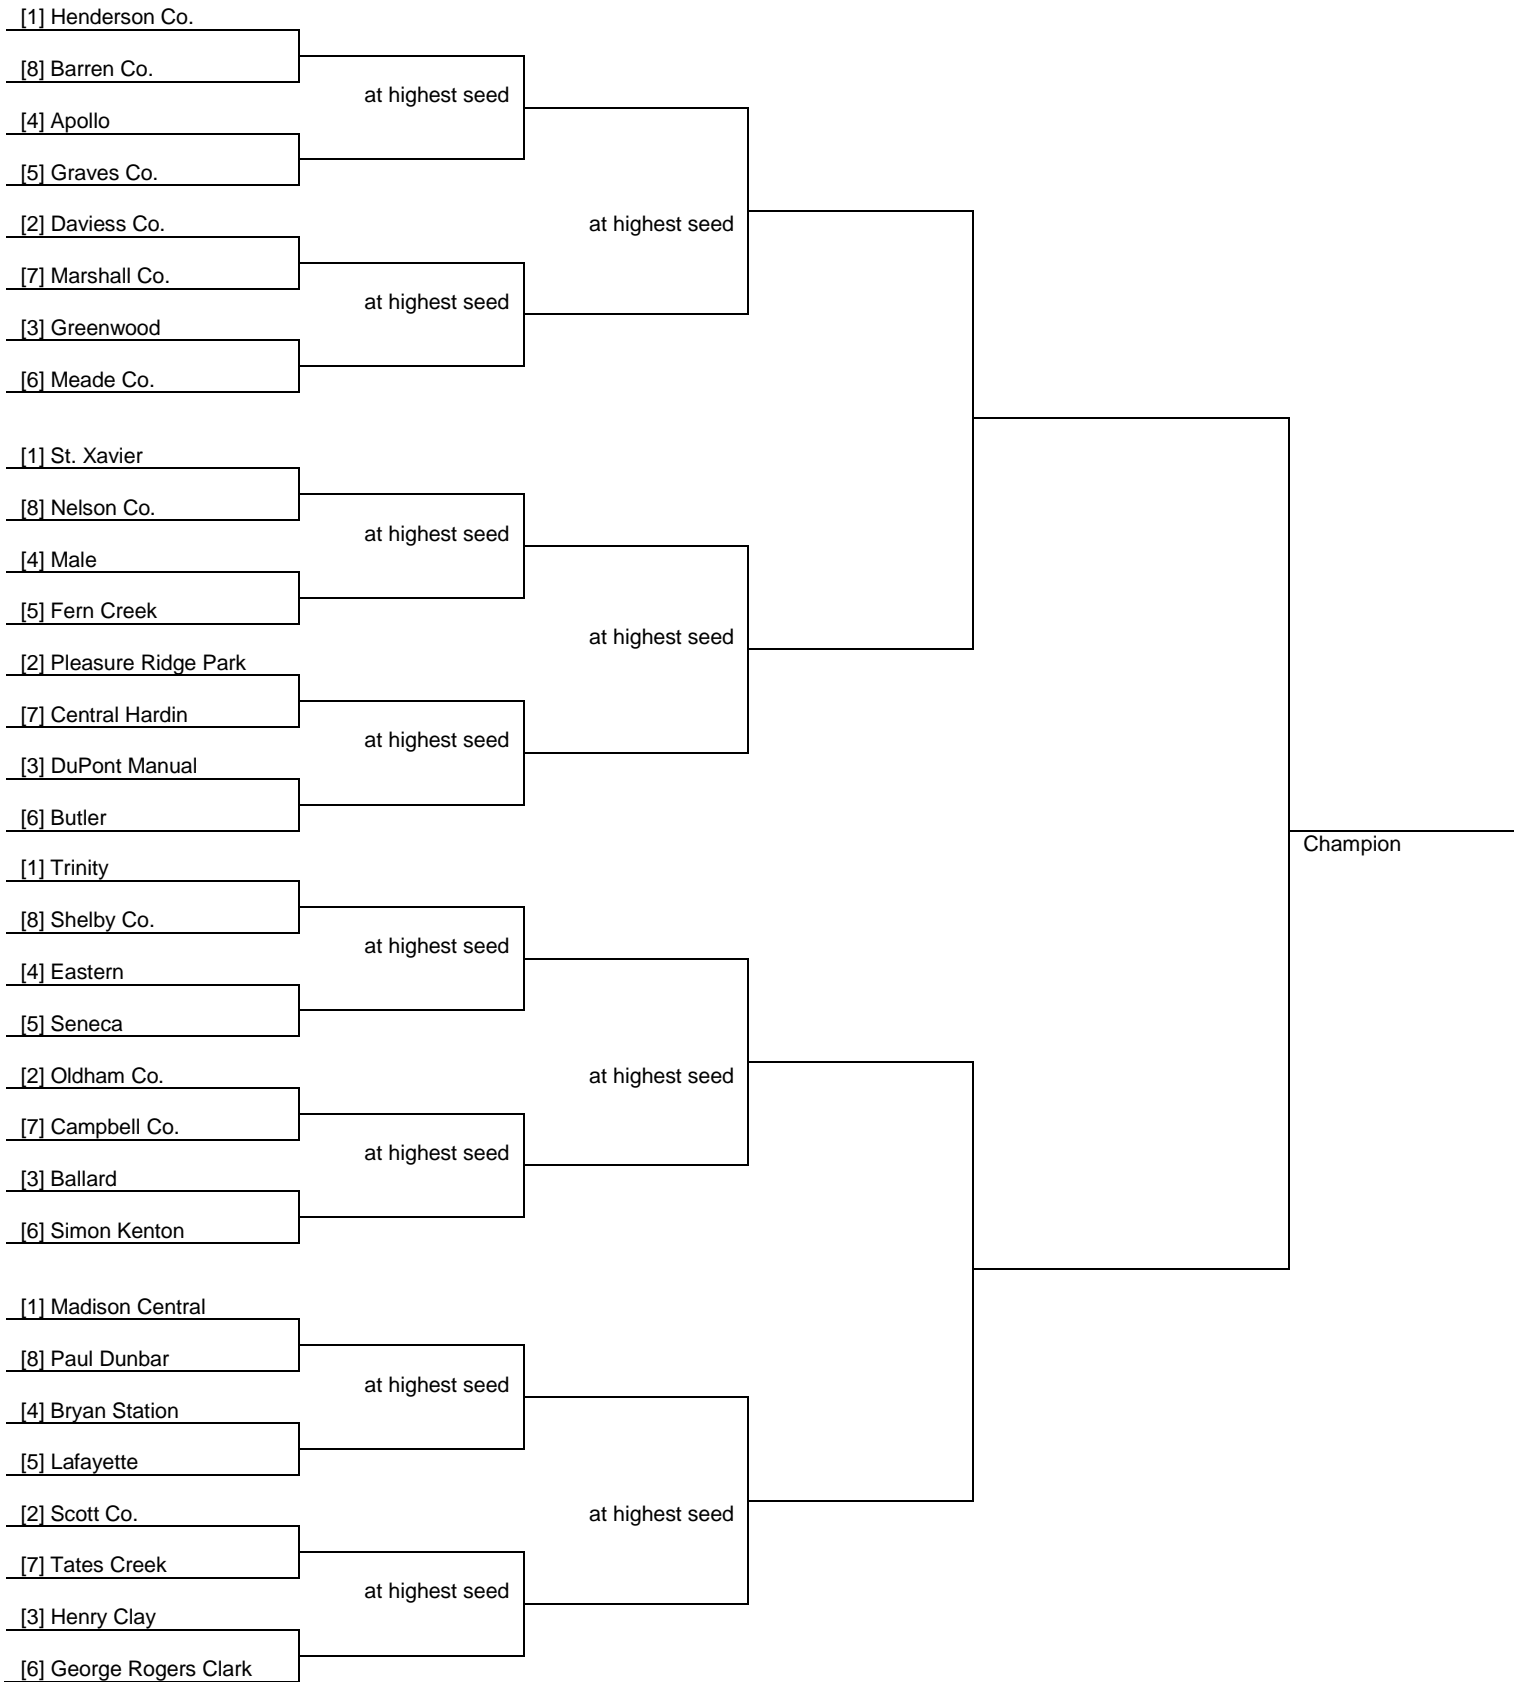 [1] Henderson Co.
[8] Barren Co.
at highest seed
[4] Apollo
[5] Graves Co.
[2] Daviess Co.
at highest seed
[7] Marshall Co.
at highest seed
[3] Greenwood
[6] Meade Co.
[1] St. Xavier
[8] Nelson Co.
at highest seed
[4] Male
[5] Fern Creek
at highest seed
[2] Pleasure Ridge Park
[7] Central Hardin
at highest seed
[3] DuPont Manual
[6] Butler
Champion
[1] Trinity
[8] Shelby Co.
at highest seed
[4] Eastern
[5] Seneca
[2] Oldham Co.
at highest seed
[7] Campbell Co.
at highest seed
[3] Ballard
[6] Simon Kenton
[1] Madison Central
[8] Paul Dunbar
at highest seed
[4] Bryan Station
[5] Lafayette
[2] Scott Co.
at highest seed
[7] Tates Creek
at highest seed
[3] Henry Clay
[6] George Rogers Clark